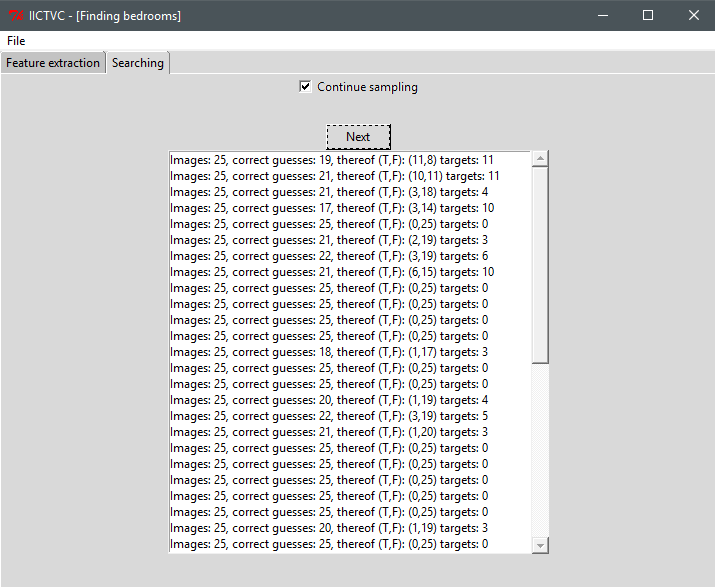 IICTVC - [Finding bedrooms]
File
Feature extraction Searching
Continue sampling
Next
Images: 25, correct guesses: 19, thereof (T,F): (11,8) targets: 11
Images: 25, correct guesses: 21, thereof (T,F): (10,11) targets: 11
Images: 25, correct guesses: 21, thereof (T,F): (3,18) targets: 4
Images: 25, correct guesses: 17, thereof (T,F): (3,14) targets: 10
Images: 25, correct guesses: 25, thereof (T,F): (0,25) targets: 0
Images: 25, correct guesses: 21, thereof (T,F): (2,19) targets: 3
Images: 25, correct guesses: 22, thereof (T,F): (3,19) targets: 6
Images: 25, correct guesses: 21, thereof (T,F): (6,15) targets: 10
Images: 25, correct guesses: 25, thereof (T,F): (0,25) targets: 0
Images: 25, correct guesses: 25, thereof (T,F): (0,25) targets: 0
Images: 25, correct guesses: 25, thereof (T,F): (0,25) targets: 0
Images: 25, correct guesses: 25, thereof (T,F): (0,25) targets: 0
Images: 25, correct guesses: 18, thereof (T,F): (1,17) targets: 3
Images: 25, correct guesses: 25, thereof (T,F): (0,25) targets: 0
Images: 25, correct guesses: 25, thereof (T,F): (0,25) targets: 0
Images: 25, correct guesses: 20, thereof (T,F): (1,19) targets: 4
Images: 25, correct guesses: 22, thereof (T,F): (3,19) targets: 5
Images: 25, correct guesses: 21, thereof (T,F): (1,20) targets: 3
Images: 25, correct guesses: 25, thereof (T,F): (0,25) targets: 0
Images: 25, correct guesses: 25, thereof (T,F): (0,25) targets: 0
Images: 25, correct guesses: 25, thereof (T,F): (0,25) targets: 0
Images: 25, correct guesses: 25, thereof (T,F): (0,25) targets: 0
Images: 25, correct guesses: 25, thereof (T,F): (0,25) targets: 0
Images: 25, correct guesses: 20, thereof (T,F): (1,19) targets: 3
Images: 25, correct guesses: 25, thereof (T,F): (0,25) targets: 0